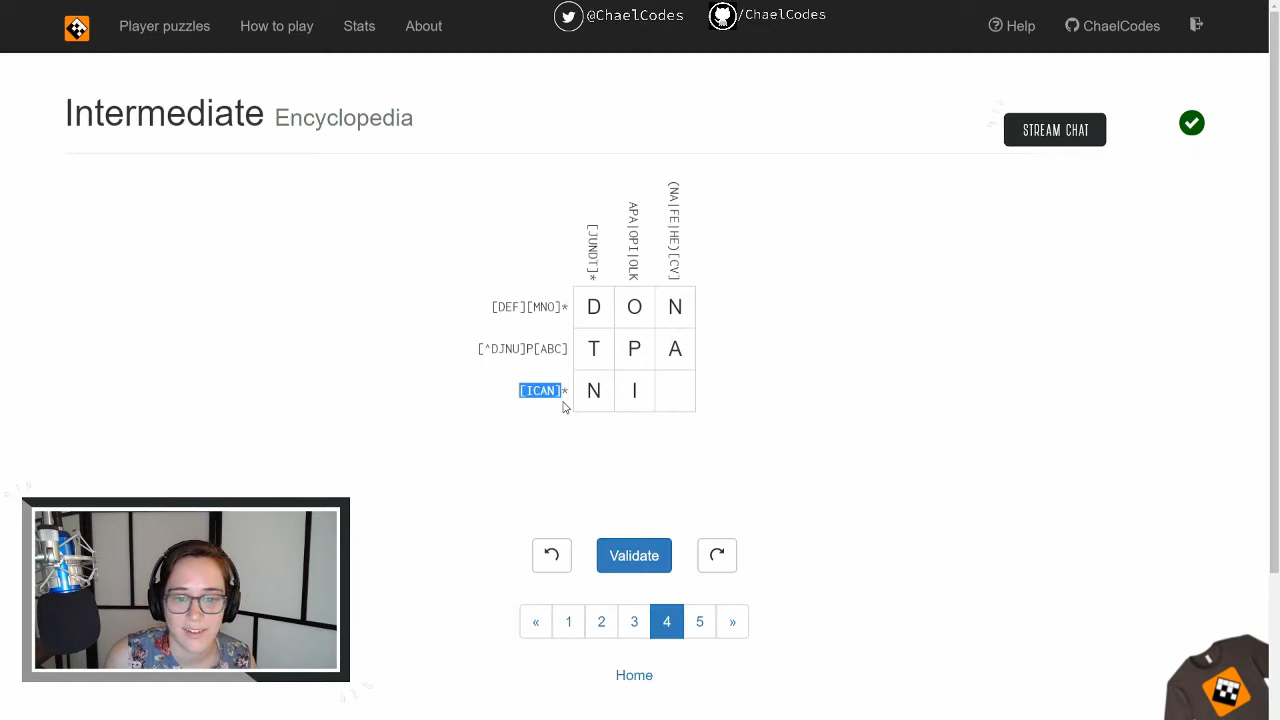 Player puzzles How to play Stats About @ChaelCodes /ChaelCodes Help ChaelCodes
Intermediate Encyclopedia
STREAM CHAT
[JUNDT]*
APA|OPI|OLK
(NA|FE|HE)[CV]
[DEF][MNO]* D O N
[^DJNU]P[ABC] T P A
[ICAN]* N I
Validate
« 1 2 3 4 5 »
Home